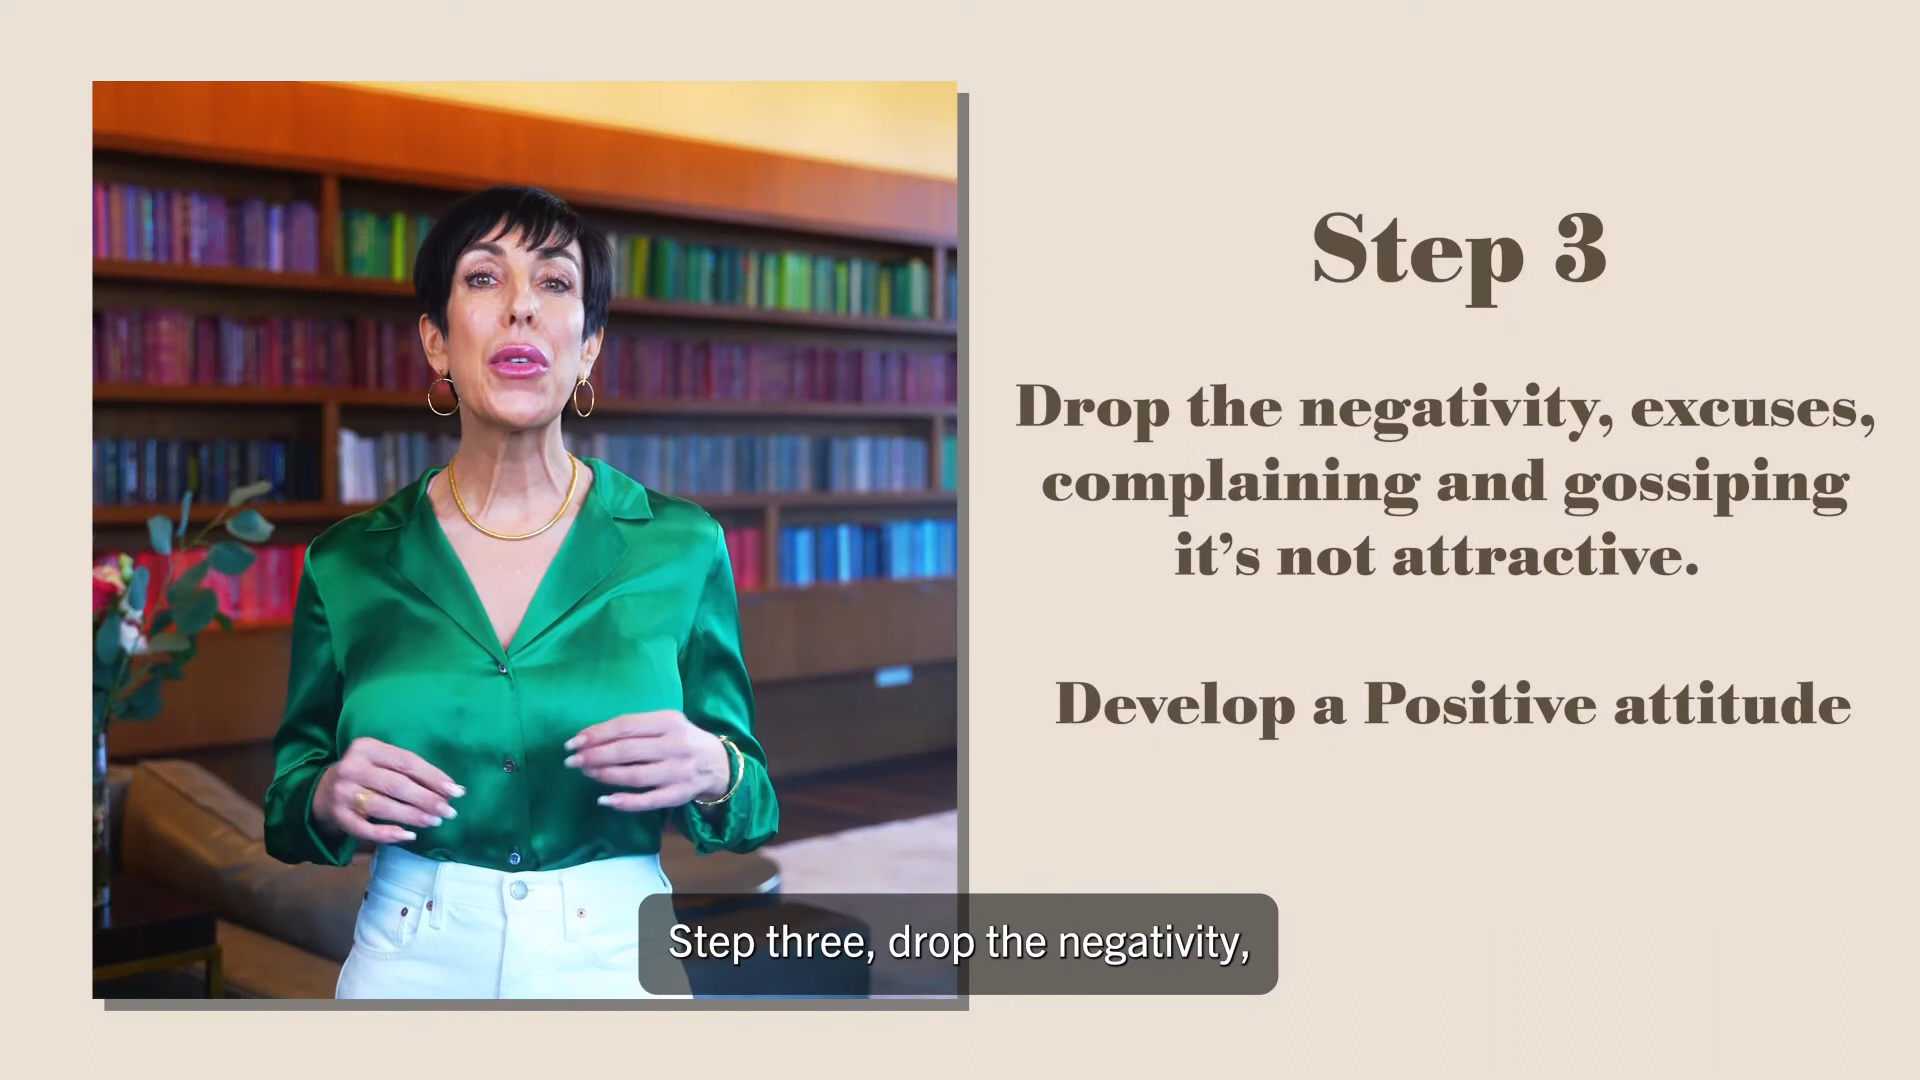 Step 3
Drop the negativity, excuses,
complaining and gossiping
it’s not attractive.
Develop a Positive attitude
Step three, drop the negativity,